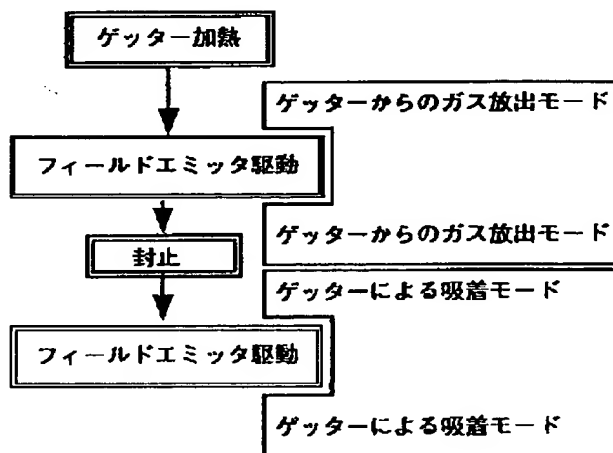 ゲッター加熱
ゲッターからのガス放出モード
フィールドエミッタ駆動
ゲッターからのガス放出モード
封止
ゲッターによる吸着モード
フィールドエミッタ駆動
ゲッターによる吸着モード